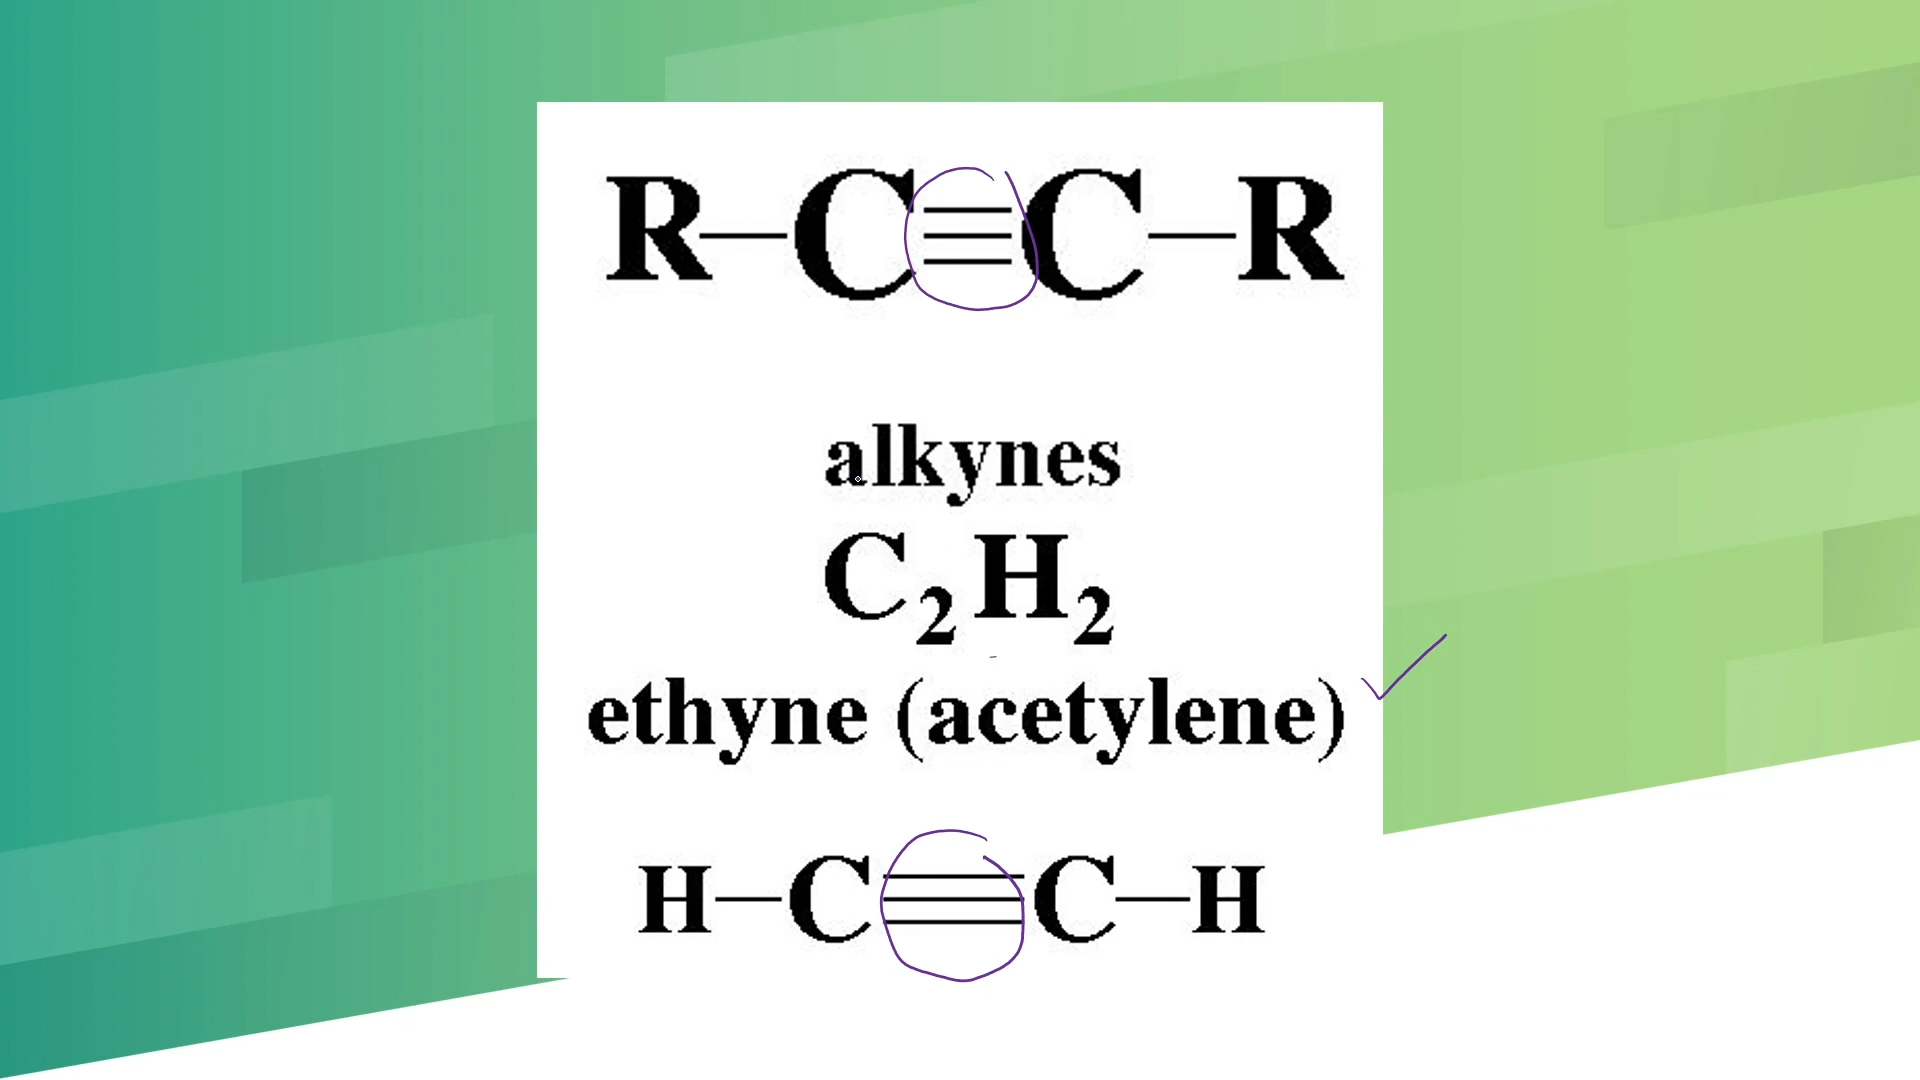 R—C≡C—R
alkynes
C₂H₂
ethyne (acetylene)
H—C≡C—H